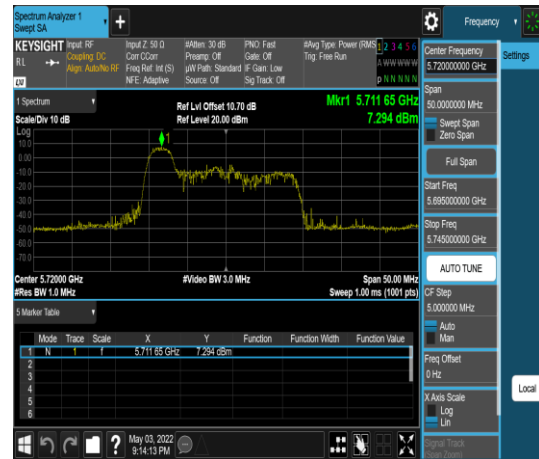 Spectrum Analyzer 1
Swept SA
+
Frequency
KEYSIGHT
RL
LXI
Input: RF
Coupling: DC
Align: Auto/No RF
Input Z: 50 Ω
Corr CCorr
Freq Ref: Int (S)
NFE: Adaptive
#Atten: 30 dB
Preamp: Off
µW Path: Standard
Source: Off
PNO: Fast
Gate: Off
IF Gain: Low
Sig Track: Off
#Avg Type: Power (RMS)
Trig: Free Run
1 2 3 4 5 6
A W W W W W
P N N N N N
1 Spectrum
Scale/Div 10 dB
Log
Ref Lvl Offset 10.70 dB
Ref Level 20.00 dBm
Mkr1 5.711 65 GHz
7.294 dBm
1
10.0
0.00
-10.0
-20.0
-30.0
-40.0
-50.0
-60.0
-70.0
Center 5.72000 GHz
#Res BW 1.0 MHz
#Video BW 3.0 MHz
Span 50.00 MHz
Sweep 1.00 ms (1001 pts)
5 Marker Table
Mode Trace Scale X Y Function Function Width Function Value
1 N 1 f 5.711 65 GHz 7.294 dBm
2
3
4
5
6
May 03, 2022
9:14:13 PM
?
Center Frequency
5.720000000 GHz
Span
50.0000000 MHz
Swept Span
Zero Span
Full Span
Start Freq
5.695000000 GHz
Stop Freq
5.745000000 GHz
AUTO TUNE
CF Step
5.000000 MHz
Auto
Man
Freq Offset
0 Hz
X Axis Scale
Log
Lin
Signal Track
(Span Zoom)
Settings
Local